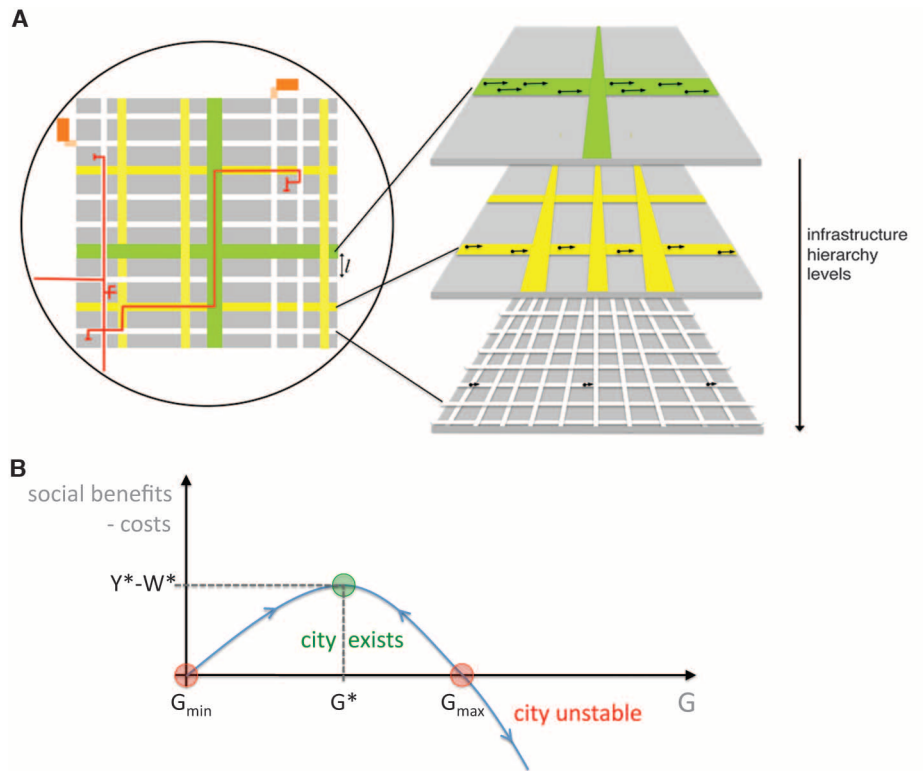 A
l
infrastructure
hierarchy
levels
B
social benefits
- costs
Y*-W*
city exists
Gmin
G*
Gmax
G
city unstable